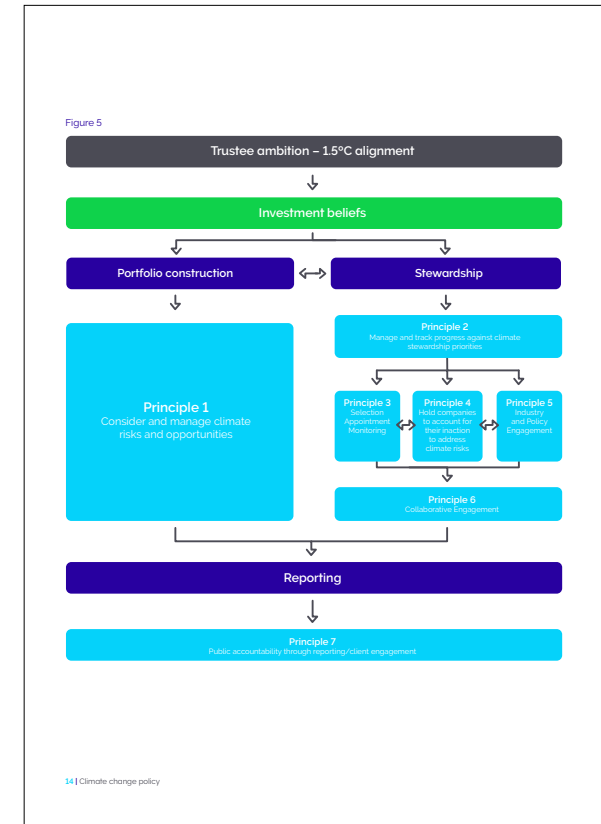 Figure 5
Trustee ambition – 1.5ºC alignment
Investment beliefs
Portfolio construction
Stewardship
Principle 1
Consider and manage climate
risks and opportunities
Principle 2
Manage and track progress against climate
stewardship priorities
Principle 3
Selection
Appointment
Monitoring
Principle 4
Hold companies
to account for
their inaction
to address
climate risks
Principle 5
Industry
and Policy
Engagement
Principle 6
Collaborative Engagement
Reporting
Principle 7
Public accountability through reporting/client engagement
14 | Climate change policy